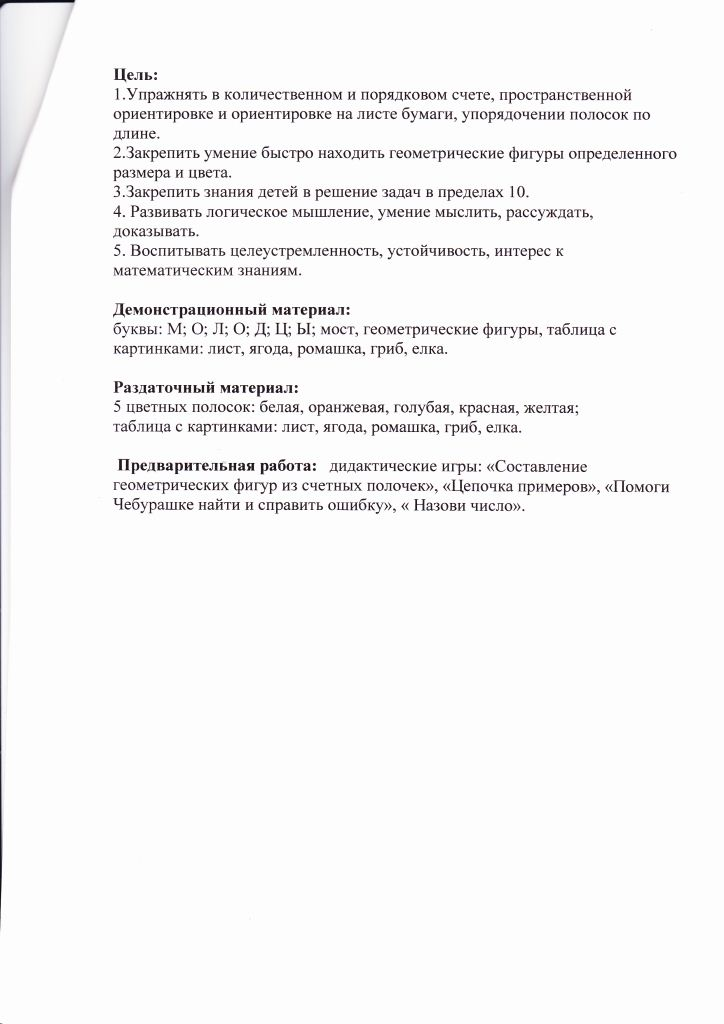 Цель:
1.Упражнять в количественном и порядковом счете, пространственной
ориентировке и ориентировке на листе бумаги, упорядочении полосок по
длине.
2.Закрепить умение быстро находить геометрические фигуры определенного
размера и цвета.
3.Закрепить знания детей в решение задач в пределах 10.
4. Развивать логическое мышление, умение мыслить, рассуждать,
доказывать.
5. Воспитывать целеустремленность, устойчивость, интерес к
математическим знаниям.
Демонстрационный материал:
буквы: М; О; Л; О; Д; Ц; Ы; мост, геометрические фигуры, таблица с
картинками: лист, ягода, ромашка, гриб, елка.
Раздаточный материал:
5 цветных полосок: белая, оранжевая, голубая, красная, желтая;
таблица с картинками: лист, ягода, ромашка, гриб, елка.
Предварительная работа: дидактические игры: «Составление
геометрических фигур из счетных полочек», «Цепочка примеров», «Помоги
Чебурашке найти и справить ошибку», « Назови число».